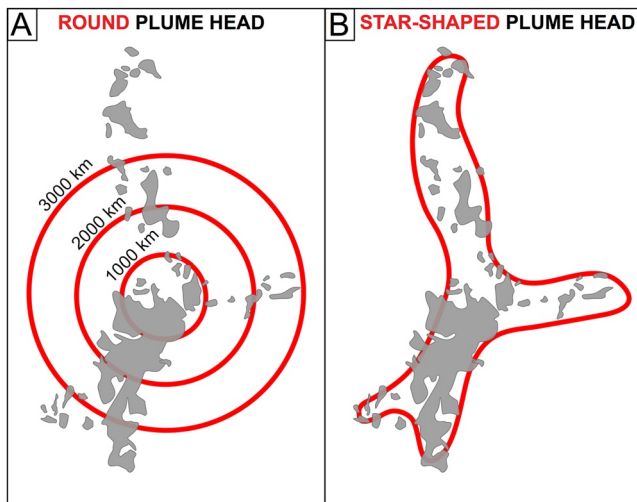 A
ROUND PLUME HEAD
3000 km
2000 km
1000 km
B
STAR-SHAPED PLUME HEAD